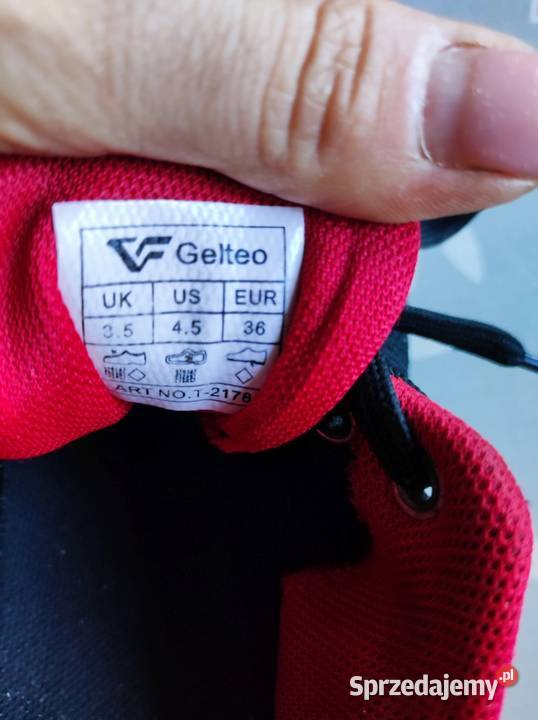 Gelteo
UK US EUR
3.5 4.5 36
ART NO.T-2178
Sprzedajemy.pl